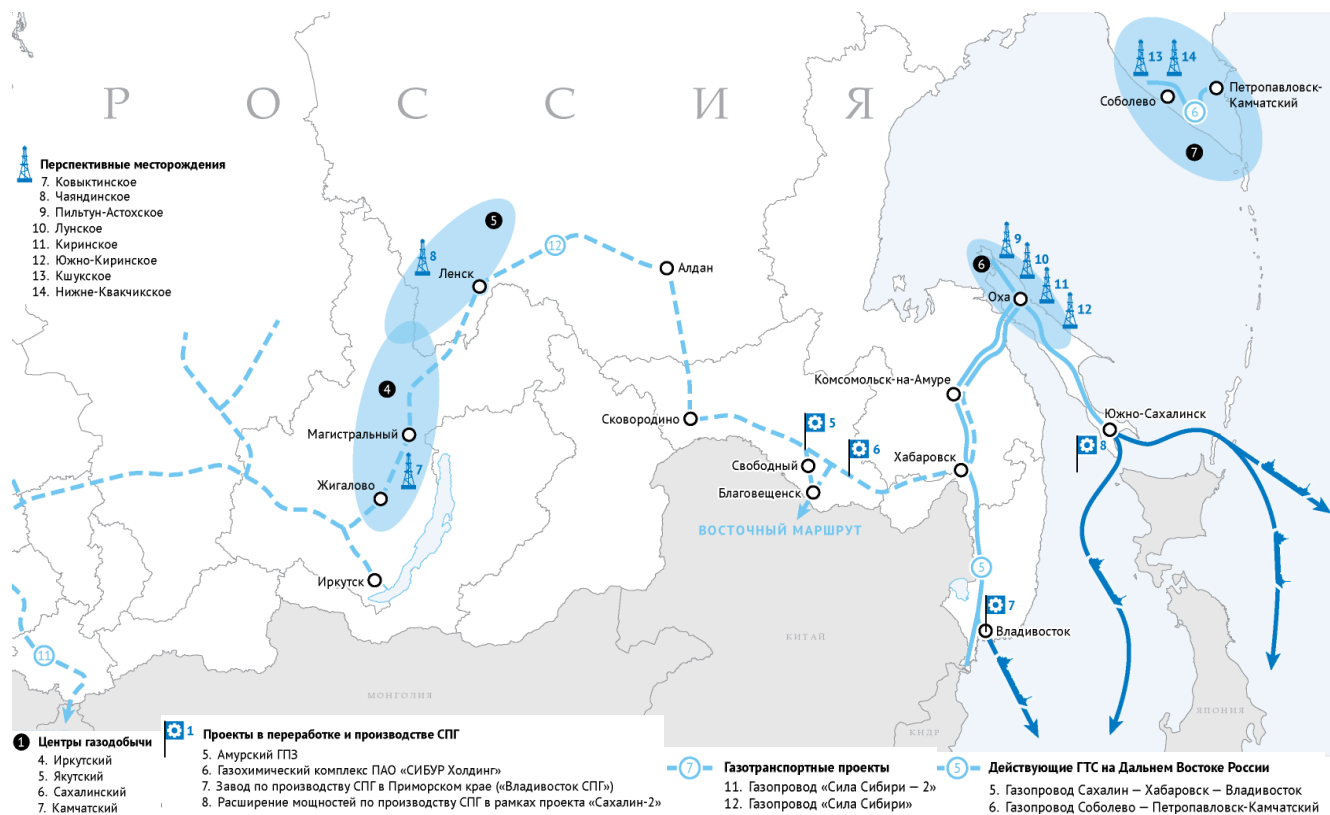 РОССИЯ
13
14
Соболево
Петропавловск-
Камчатский
6
7
Перспективные месторождения
7. Ковыктинское
8. Чаяндинское
9. Пильтун-Астохское
10. Лунское
11. Киринское
12. Южно-Киринское
13. Кшукское
14. Нижне-Квакчикское
5
12
8
Ленск
Алдан
9
6
10
11
Оха
12
4
Комсомольск-на-Амуре
Магистральный
Сковородино
5
Южно-Сахалинск
6
8
7
Свободный
Хабаровск
Жигалово
Благовещенск
ВОСТОЧНЫЙ МАРШРУТ
Иркутск
5
7
Владивосток
КИТАЙ
11
МОНГОЛИЯ
ЯПОНИЯ
КНДР
1 Центры газодобычи
4. Иркутский
5. Якутский
6. Сахалинский
7. Камчатский
1 Проекты в переработке и производстве СПГ
5. Амурский ГПЗ
6. Газохимический комплекс ПАО «СИБУР Холдинг»
7. Завод по производству СПГ в Приморском крае («Владивосток СПГ»)
8. Расширение мощностей по производству СПГ в рамках проекта «Сахалин-2»
7 Газотранспортные проекты
11. Газопровод «Сила Сибири — 2»
12. Газопровод «Сила Сибири»
5 Действующие ГТС на Дальнем Востоке России
5. Газопровод Сахалин — Хабаровск — Владивосток
6. Газопровод Соболево — Петропавловск-Камчатский